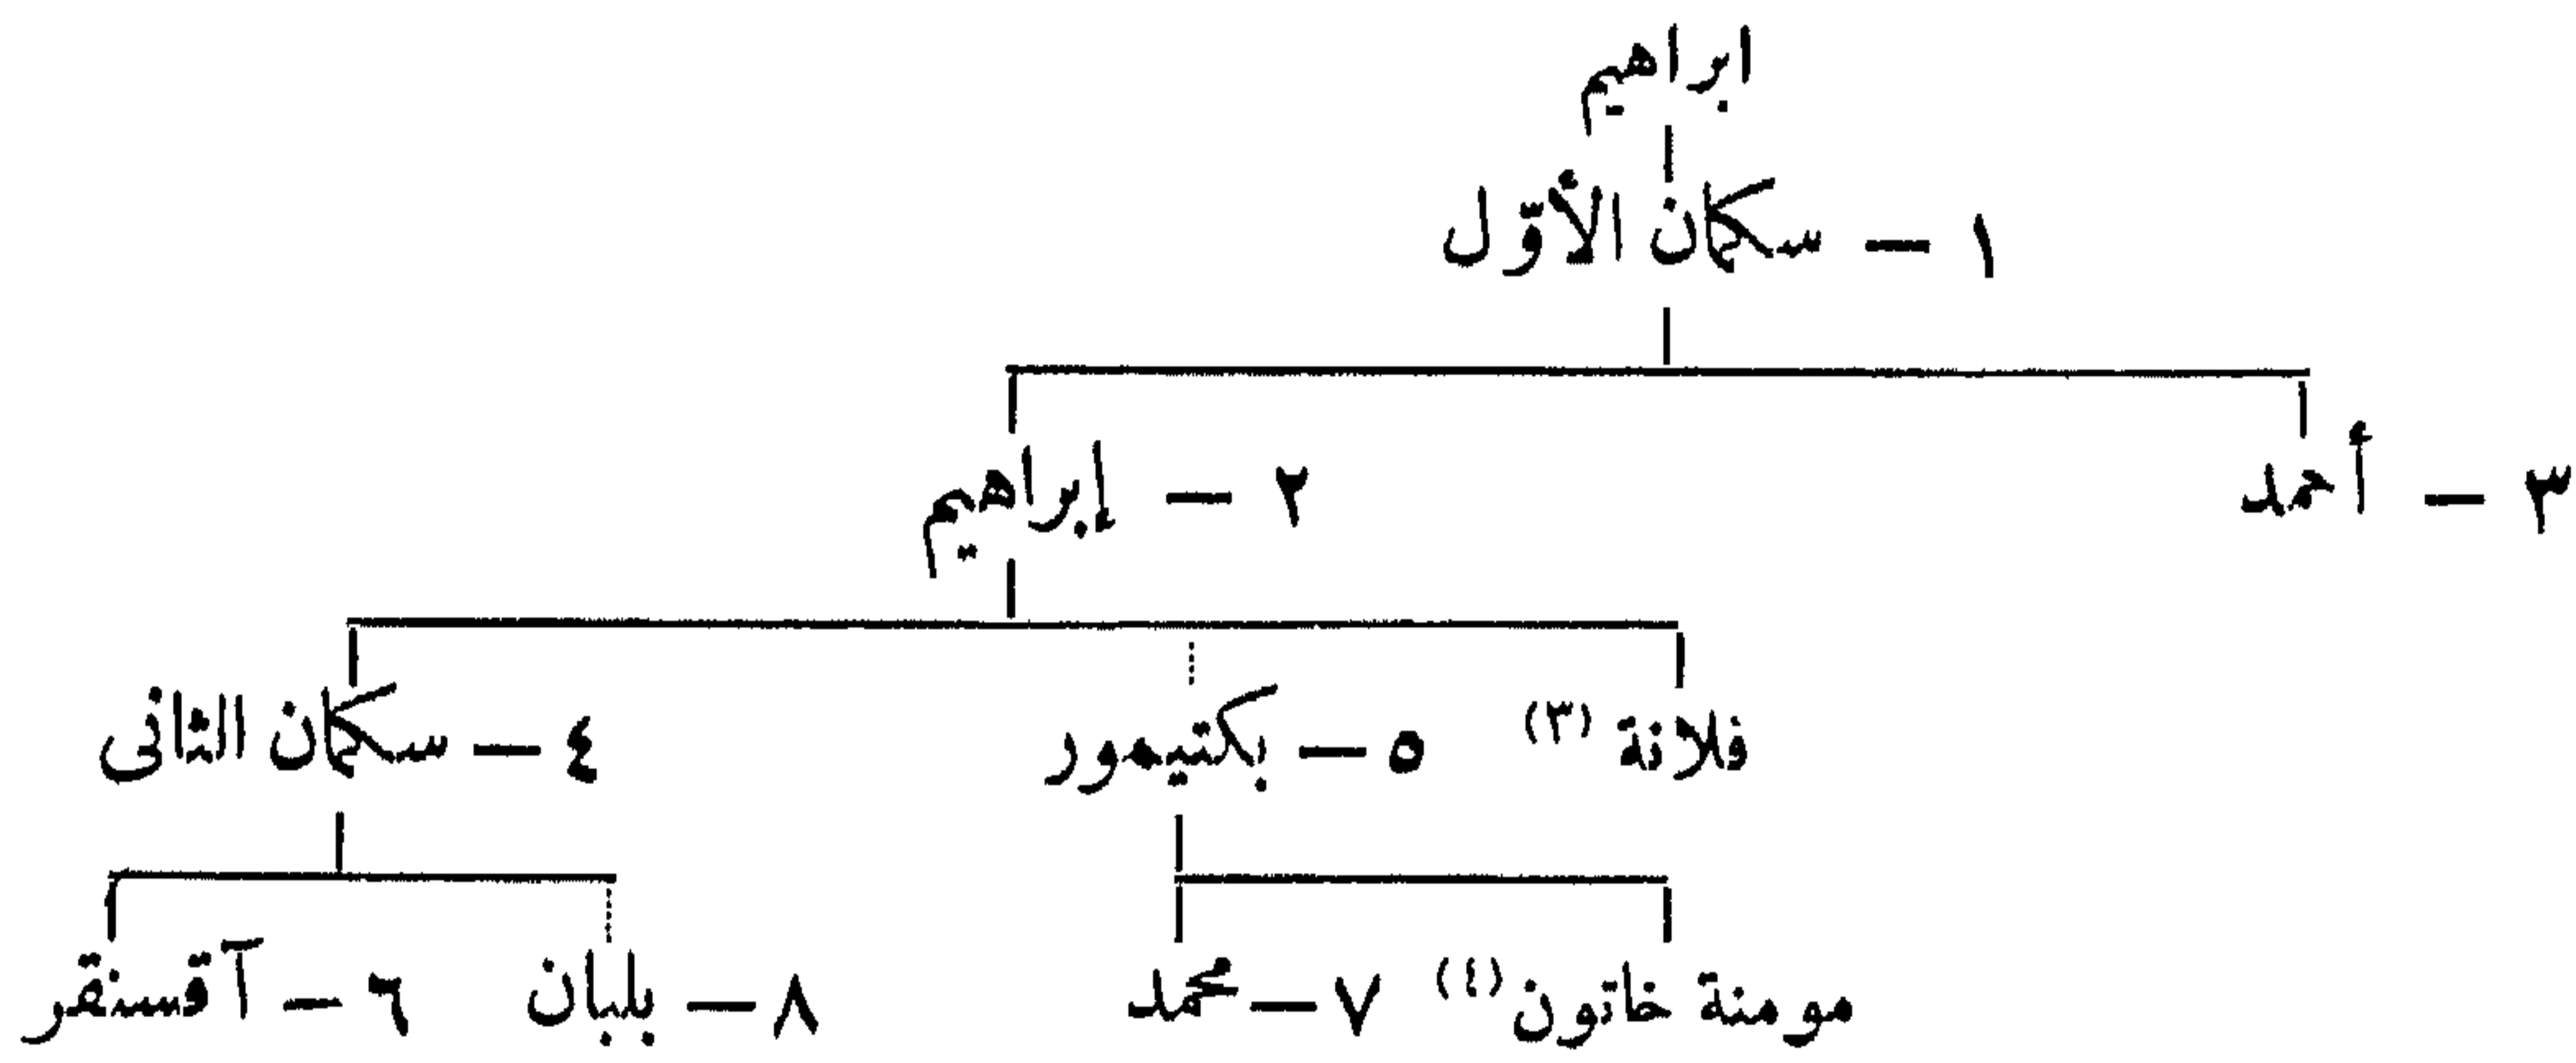 ابراهيم
١ – سكمان الأوّل
٣ – أحمد ٢ – إبراهيم
فلانة (٣) ٥ – بكتيمور ٤ – سكمان الثانى
مومنة خاتون (٤) ٧ – محمد ٨ – بلبان ٦ – آقسنقر